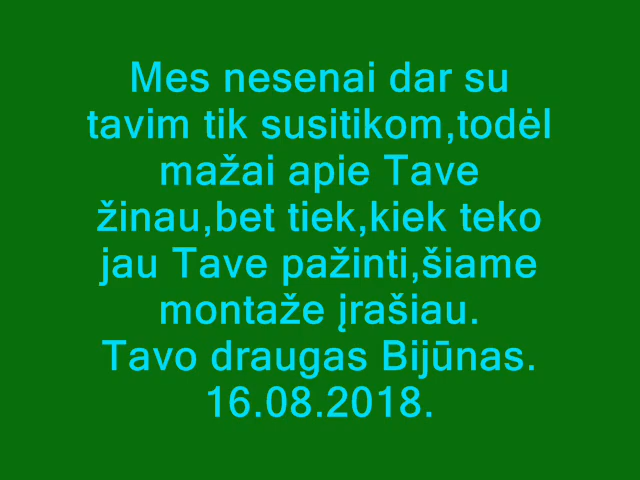 Mes nesenai dar su
tavim tik susitikom,todėl
mažai apie Tave
žinau,bet tiek,kiek teko
jau Tave pažinti,šiame
montaže įrašiau.
Tavo draugas Bijūnas.
16.08.2018.